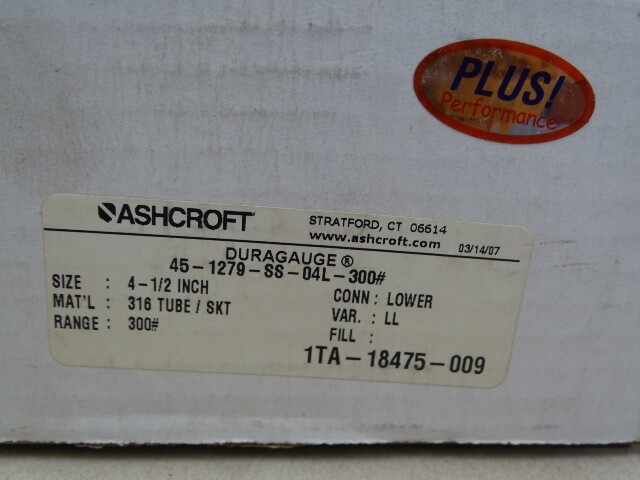 PLUS!
Performance
ASHCROFT
STRATFORD, CT 06614
www.ashcroft.com 03/14/07
DURAGAUGE®
45-1279-SS-04L-300#
SIZE : 4-1/2 INCH
MAT'L : 316 TUBE / SKT
RANGE : 300#
CONN : LOWER
VAR. : LL
FILL :
1TA-18475-009